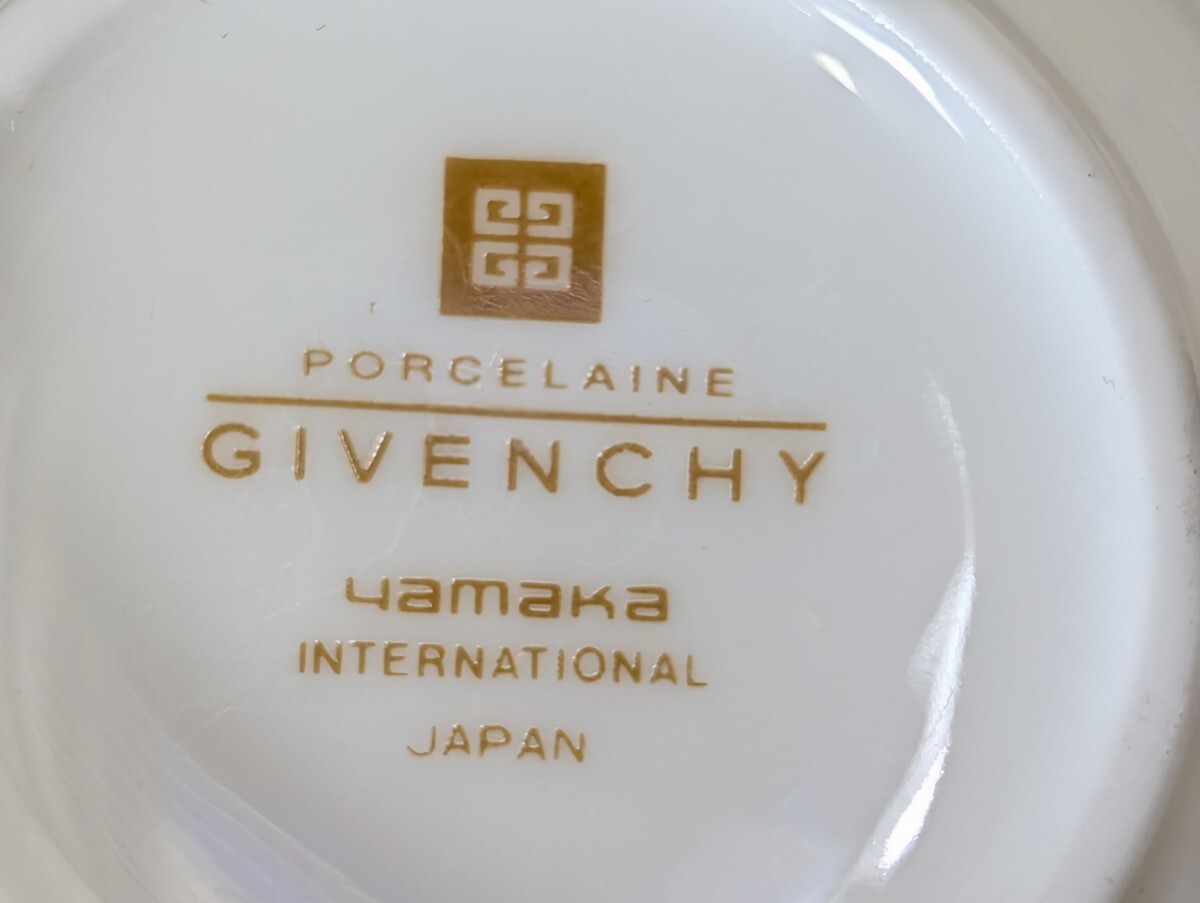 PORCELAINE
GIVENCHY
yamaka
INTERNATIONAL
JAPAN